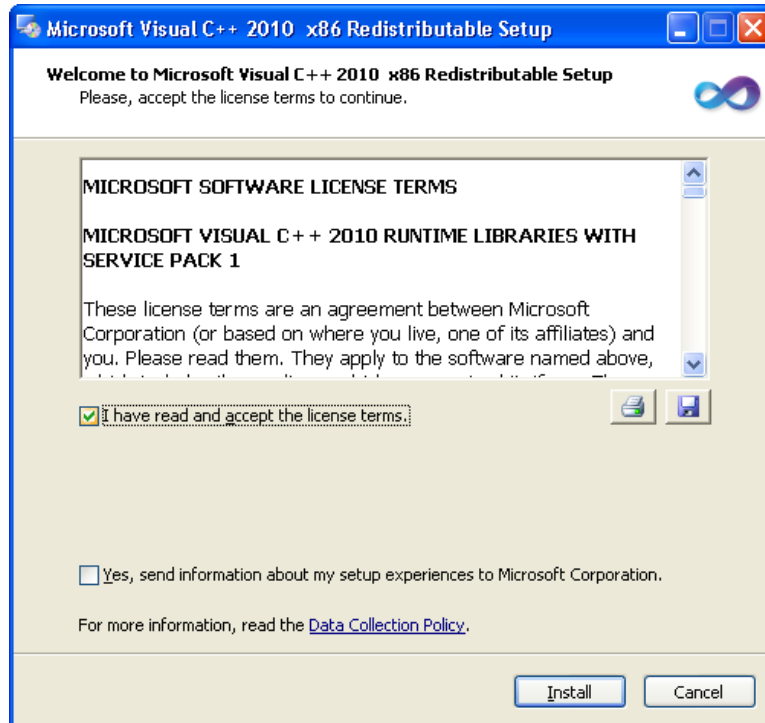 Microsoft Visual C++ 2010  x86 Redistributable Setup
Welcome to Microsoft Visual C++ 2010  x86 Redistributable Setup
Please, accept the license terms to continue.
MICROSOFT SOFTWARE LICENSE TERMS
MICROSOFT VISUAL C++ 2010 RUNTIME LIBRARIES WITH
SERVICE PACK 1
These license terms are an agreement between Microsoft
Corporation (or based on where you live, one of its affiliates) and
you. Please read them. They apply to the software named above,
I have read and accept the license terms.
Yes, send information about my setup experiences to Microsoft Corporation.
For more information, read the Data Collection Policy.
Install
Cancel